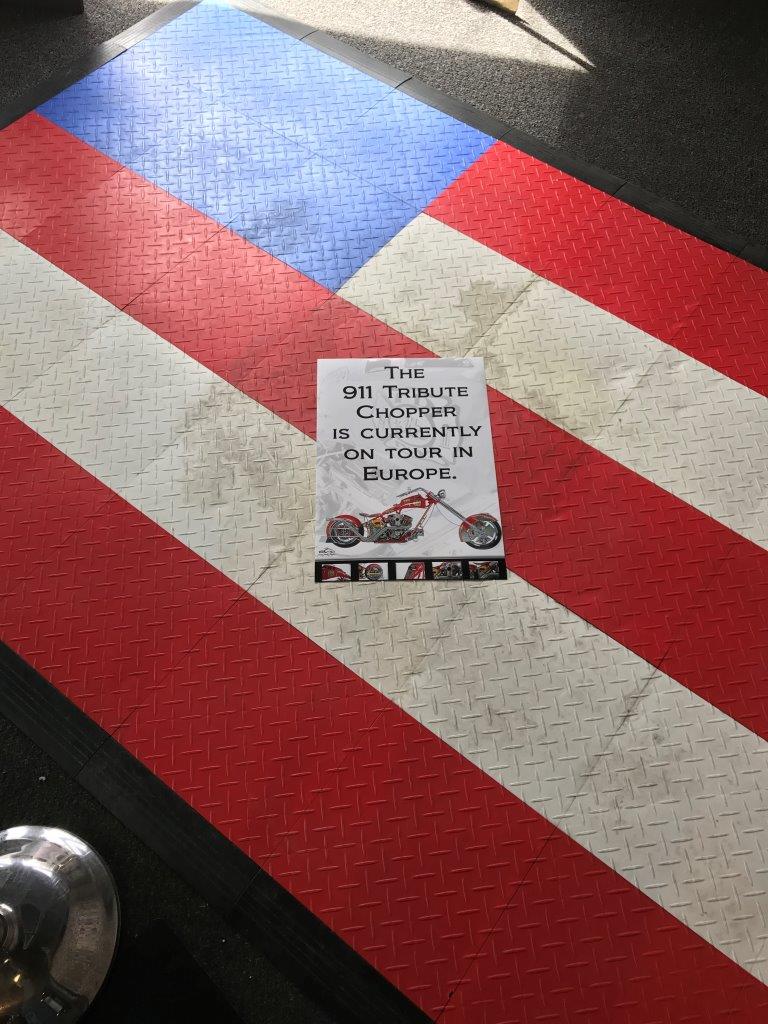 The
911 Tribute
Chopper
is currently
on tour in
Europe.